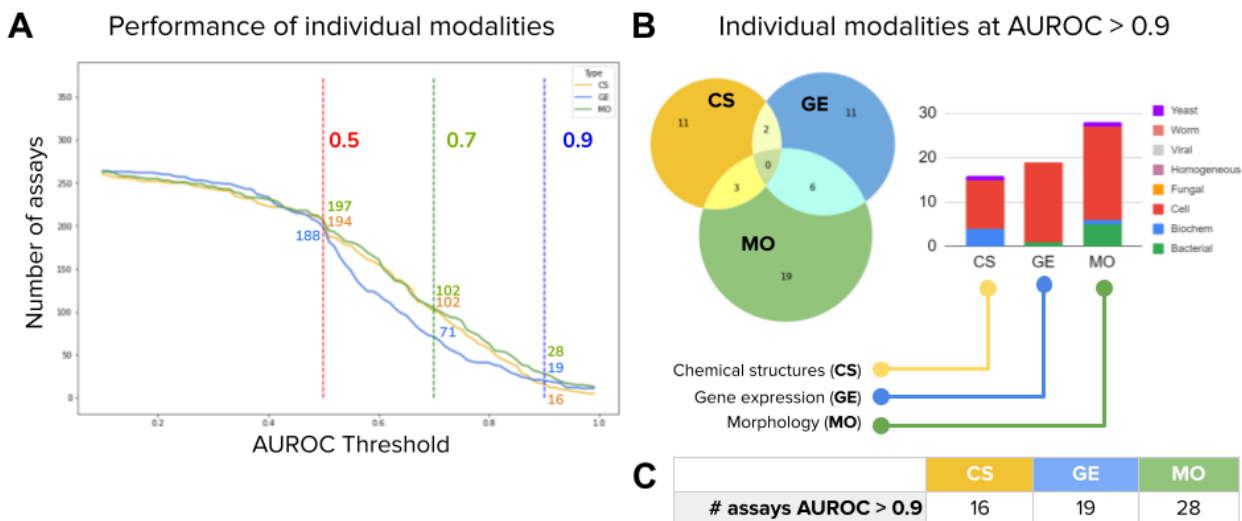 A Performance of individual modalities
Number of assays
350
300
250
200
150
100
50
0
0.2 0.4 0.6 0.8 1.0
AUROC Threshold
Type
CS
GE
MO
0.5 0.7 0.9
197
194
188
102
102
71
28
19
16
B Individual modalities at AUROC > 0.9
CS GE
11 2 11
0
3 6
MO
19
30
20
10
0
CS GE MO
Yeast
Worm
Viral
Homogeneous
Fungal
Cell
Biochem
Bacterial
Chemical structures (CS)
Gene expression (GE)
Morphology (MO)
C CS GE MO
# assays AUROC > 0.9 16 19 28